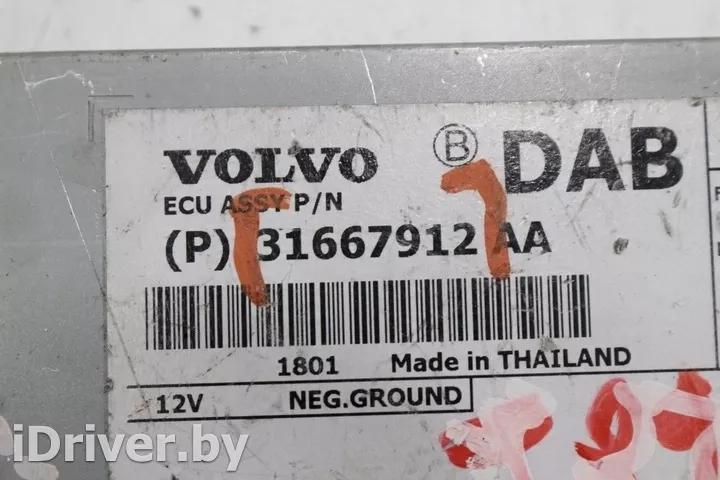 VOLVO Ⓑ DAB
ECU ASSY P/N
(P) 31667912 AA
1801 Made in THAILAND
12V NEG.GROUND
iDriver.by